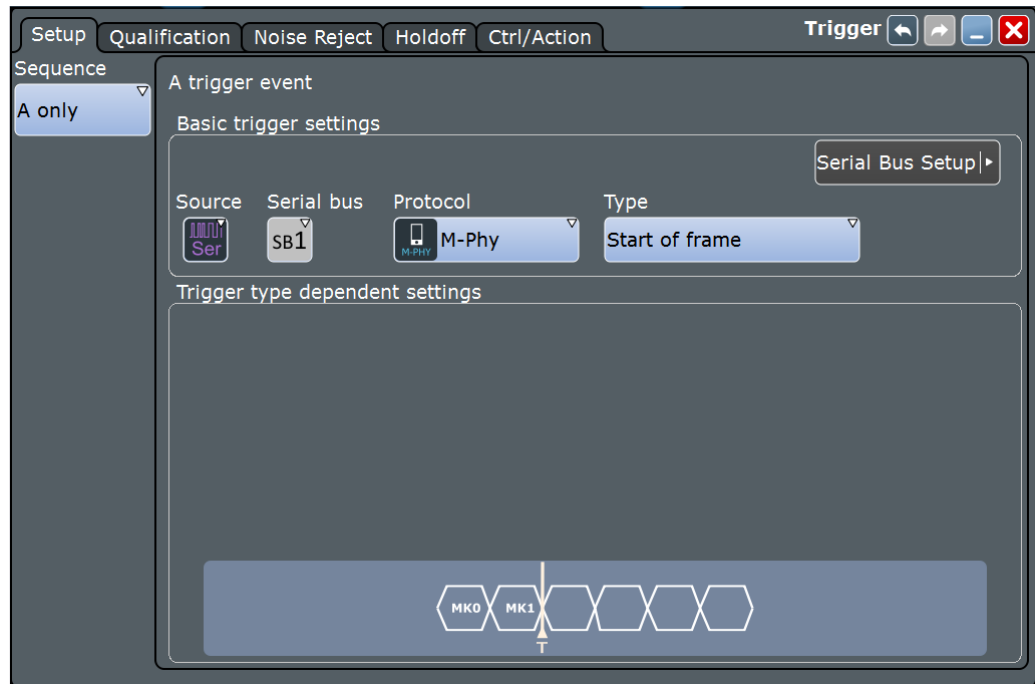 Setup Qualification Noise Reject Holdoff Ctrl/Action Trigger
Sequence
A only
A trigger event
Basic trigger settings
Serial Bus Setup
Source Serial bus Protocol Type
Ser SB1 M-PHY M-Phy Start of frame
Trigger type dependent settings
MK0 MK1
T